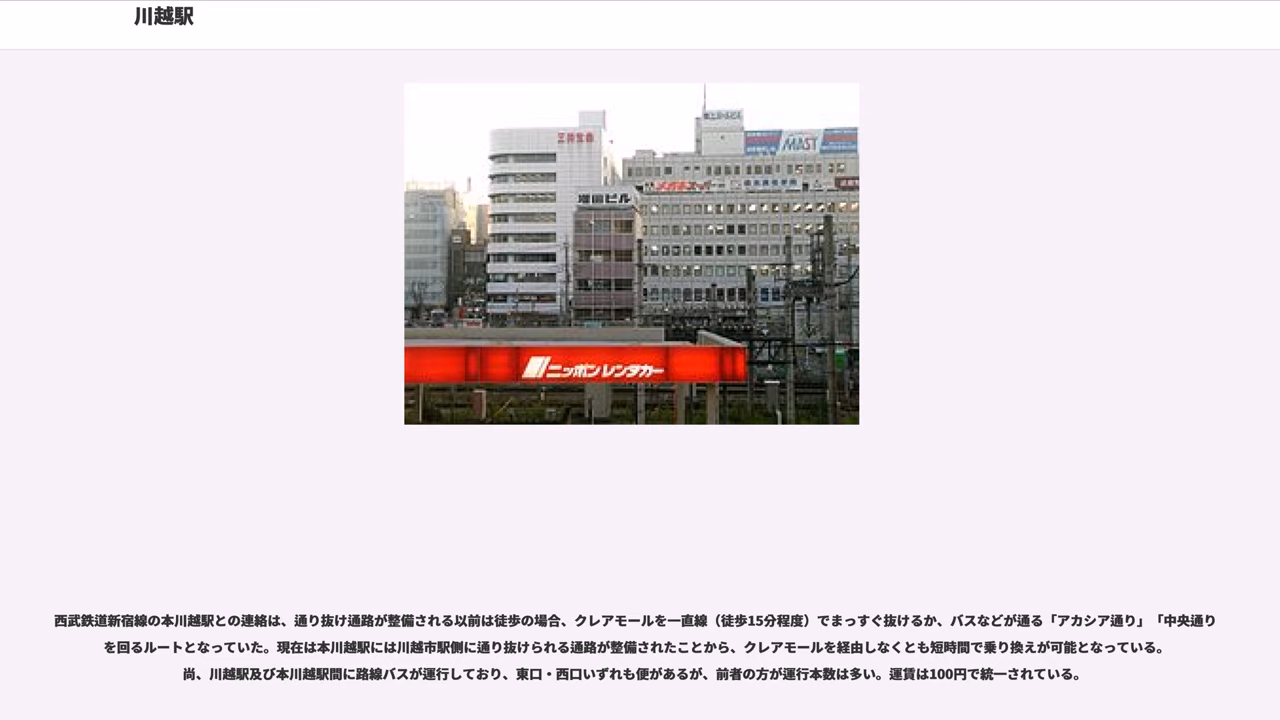 川越駅
三井生命
MAST
メガネスーパー
増田ビル
ニッポンレンタカー
西武鉄道新宿線の本川越駅との連絡は、通り抜け通路が整備される以前は徒歩の場合、クレアモールを一直線（徒歩15分程度）でまっすぐ抜けるか、バスなどが通る「アカシア通り」「中央通り
を回るルートとなっていた。現在は本川越駅には川越市駅側に通り抜けられる通路が整備されたことから、クレアモールを経由しなくとも短時間で乗り換えが可能となっている。
尚、川越駅及び本川越駅間に路線バスが運行しており、東口・西口いずれも便があるが、前者の方が運行本数は多い。運賃は100円で統一されている。